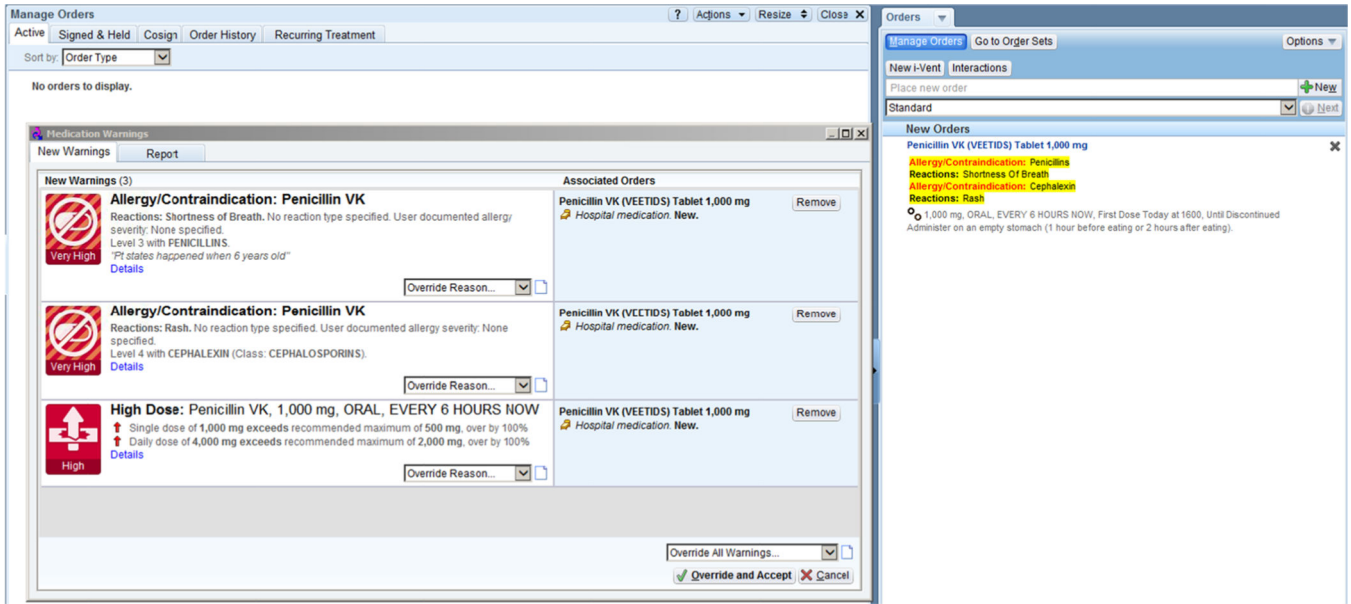 Manage Orders
? Actions Resize Close X
Active Signed & Held Cosign Order History Recurring Treatment
Sort by: Order Type
No orders to display.
Medication Warnings
New Warnings Report
New Warnings (3) Associated Orders
Allergy/Contraindication: Penicillin VK
Reactions: Shortness of Breath. No reaction type specified. User documented allergy
severity: None specified.
Level 3 with PENICILLINS.
"Pt states happened when 6 years old"
Details
Very High
Override Reason...
Penicillin VK (VEETIDS) Tablet 1,000 mg
Hospital medication. New.
Remove
Allergy/Contraindication: Penicillin VK
Reactions: Rash. No reaction type specified. User documented allergy severity: None
specified.
Level 4 with CEPHALEXIN (Class: CEPHALOSPORINS).
Details
Very High
Override Reason...
Penicillin VK (VEETIDS) Tablet 1,000 mg
Hospital medication. New.
Remove
High Dose: Penicillin VK, 1,000 mg, ORAL, EVERY 6 HOURS NOW
Single dose of 1,000 mg exceeds recommended maximum of 500 mg, over by 100%
Daily dose of 4,000 mg exceeds recommended maximum of 2,000 mg, over by 100%
Details
High
Override Reason...
Penicillin VK (VEETIDS) Tablet 1,000 mg
Hospital medication. New.
Remove
Override All Warnings...
Override and Accept Cancel
Orders
Manage Orders Go to Order Sets Options
New i-Vent Interactions
Place new order New
Standard Next
New Orders
Penicillin VK (VEETIDS) Tablet 1,000 mg
Allergy/Contraindication: Penicillins
Reactions: Shortness Of Breath
Allergy/Contraindication: Cephalexin
Reactions: Rash
1,000 mg, ORAL, EVERY 6 HOURS NOW, First Dose Today at 1600, Until Discontinued
Administer on an empty stomach (1 hour before eating or 2 hours after eating).